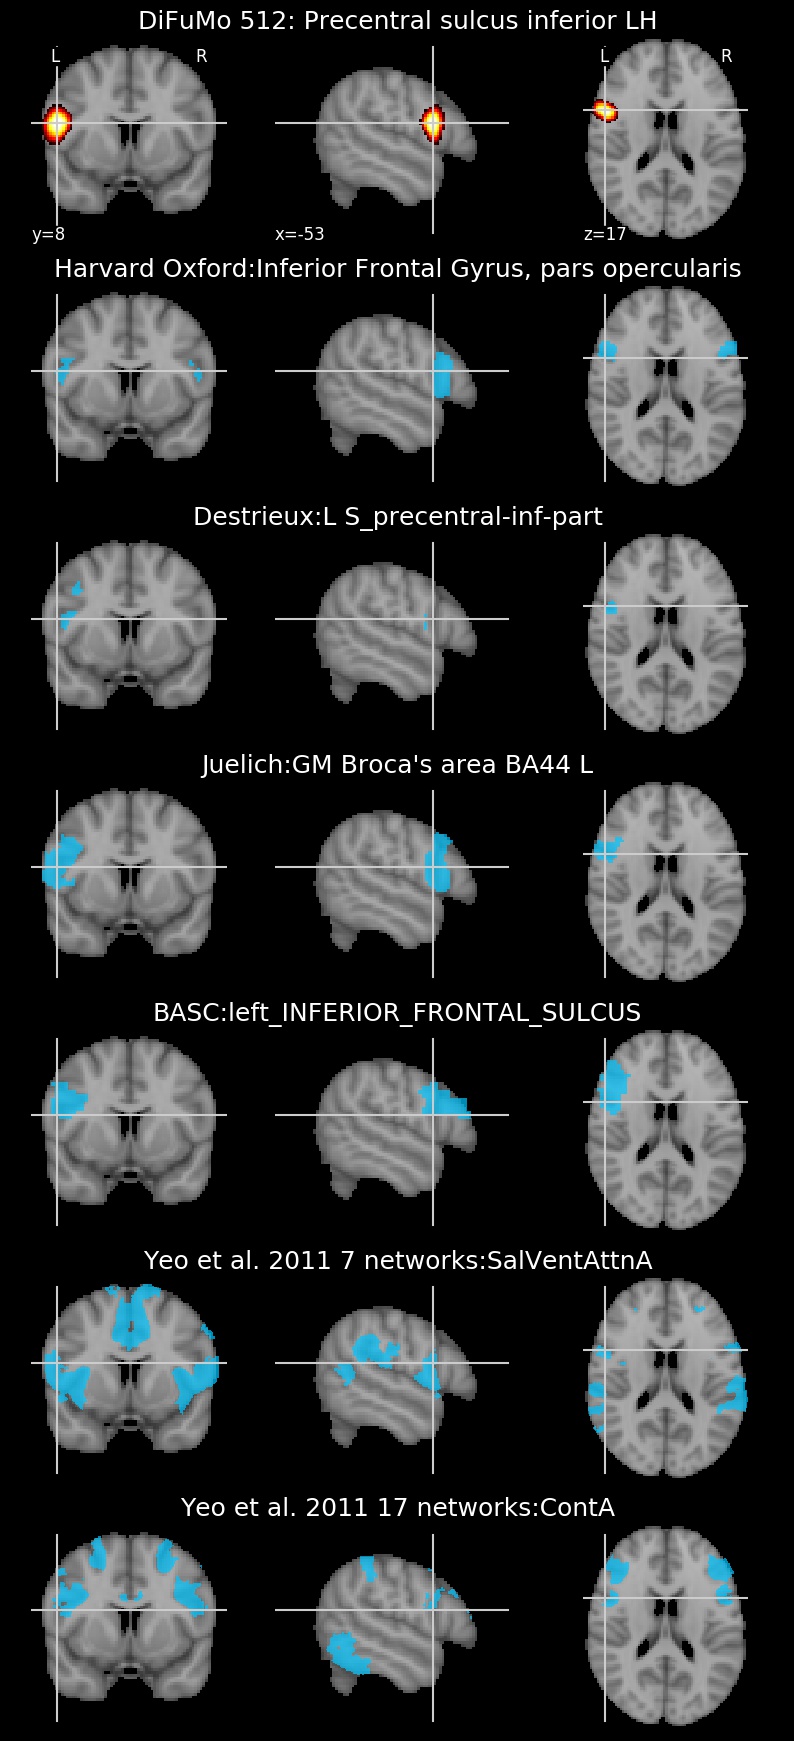 DiFuMo 512: Precentral sulcus inferior LH
L R L R
y=8 x=-53 z=17
Harvard Oxford:Inferior Frontal Gyrus, pars opercularis
Destrieux:L S_precentral-inf-part
Juelich:GM Broca's area BA44 L
BASC:left_INFERIOR_FRONTAL_SULCUS
Yeo et al. 2011 7 networks:SalVentAttnA
Yeo et al. 2011 17 networks:ContA